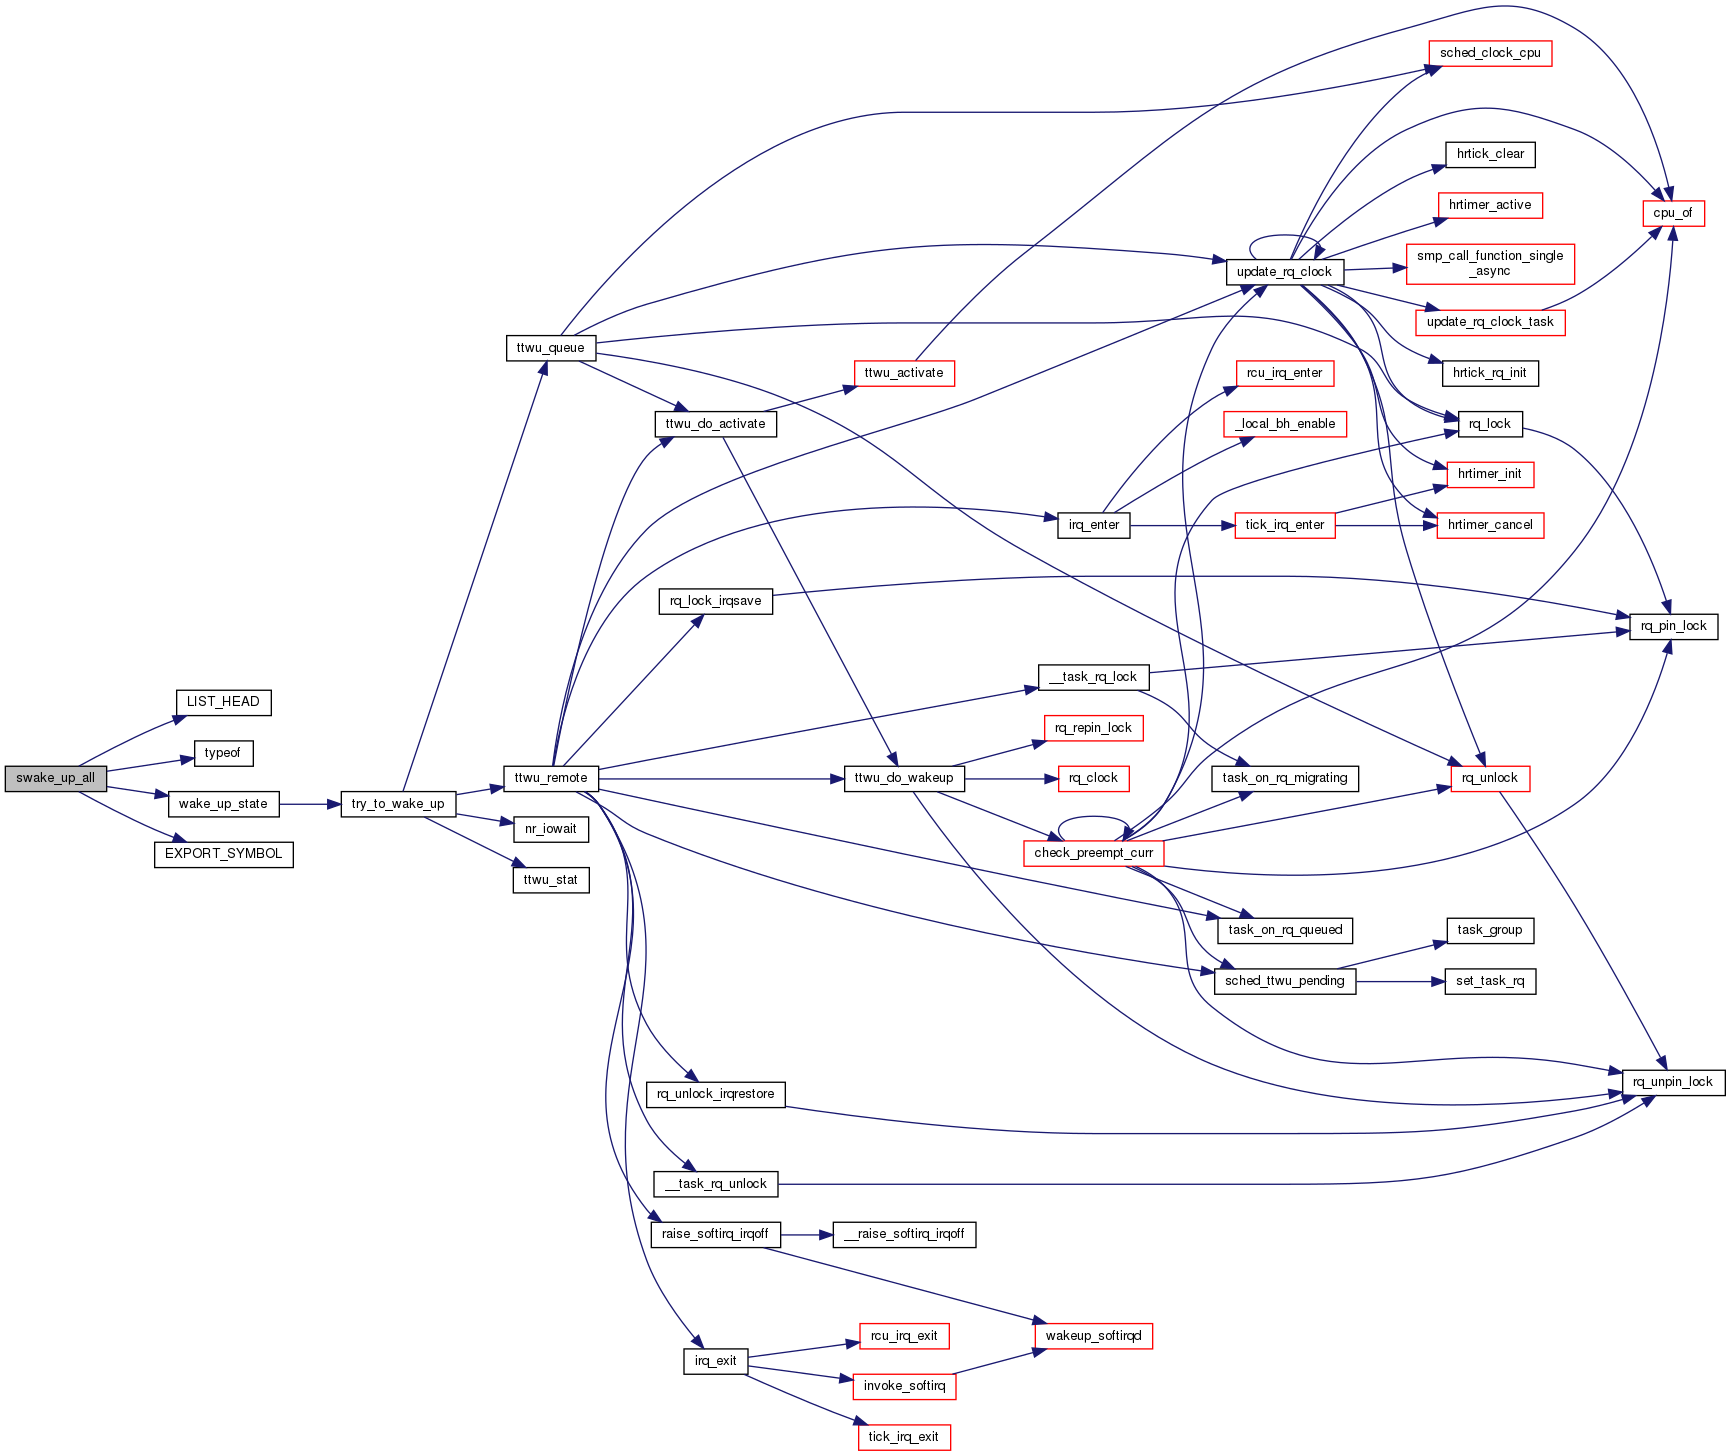 swake_up_all
LIST_HEAD
typeof
wake_up_state
EXPORT_SYMBOL
try_to_wake_up
ttwu_queue
ttwu_remote
nr_iowait
ttwu_stat
ttwu_do_activate
rq_lock_irqsave
rq_unlock_irqrestore
__task_rq_unlock
raise_softirq_irqoff
irq_exit
ttwu_activate
ttwu_do_wakeup
__raise_softirq_irqoff
rcu_irq_exit
invoke_softirq
tick_irq_exit
irq_enter
__task_rq_lock
rq_repin_lock
rq_clock
check_preempt_curr
wakeup_softirqd
update_rq_clock
rcu_irq_enter
_local_bh_enable
tick_irq_enter
task_on_rq_migrating
task_on_rq_queued
sched_ttwu_pending
sched_clock_cpu
hrtick_clear
hrtimer_active
smp_call_function_single
_async
update_rq_clock_task
hrtick_rq_init
rq_lock
hrtimer_init
hrtimer_cancel
rq_unlock
task_group
set_task_rq
cpu_of
rq_pin_lock
rq_unpin_lock